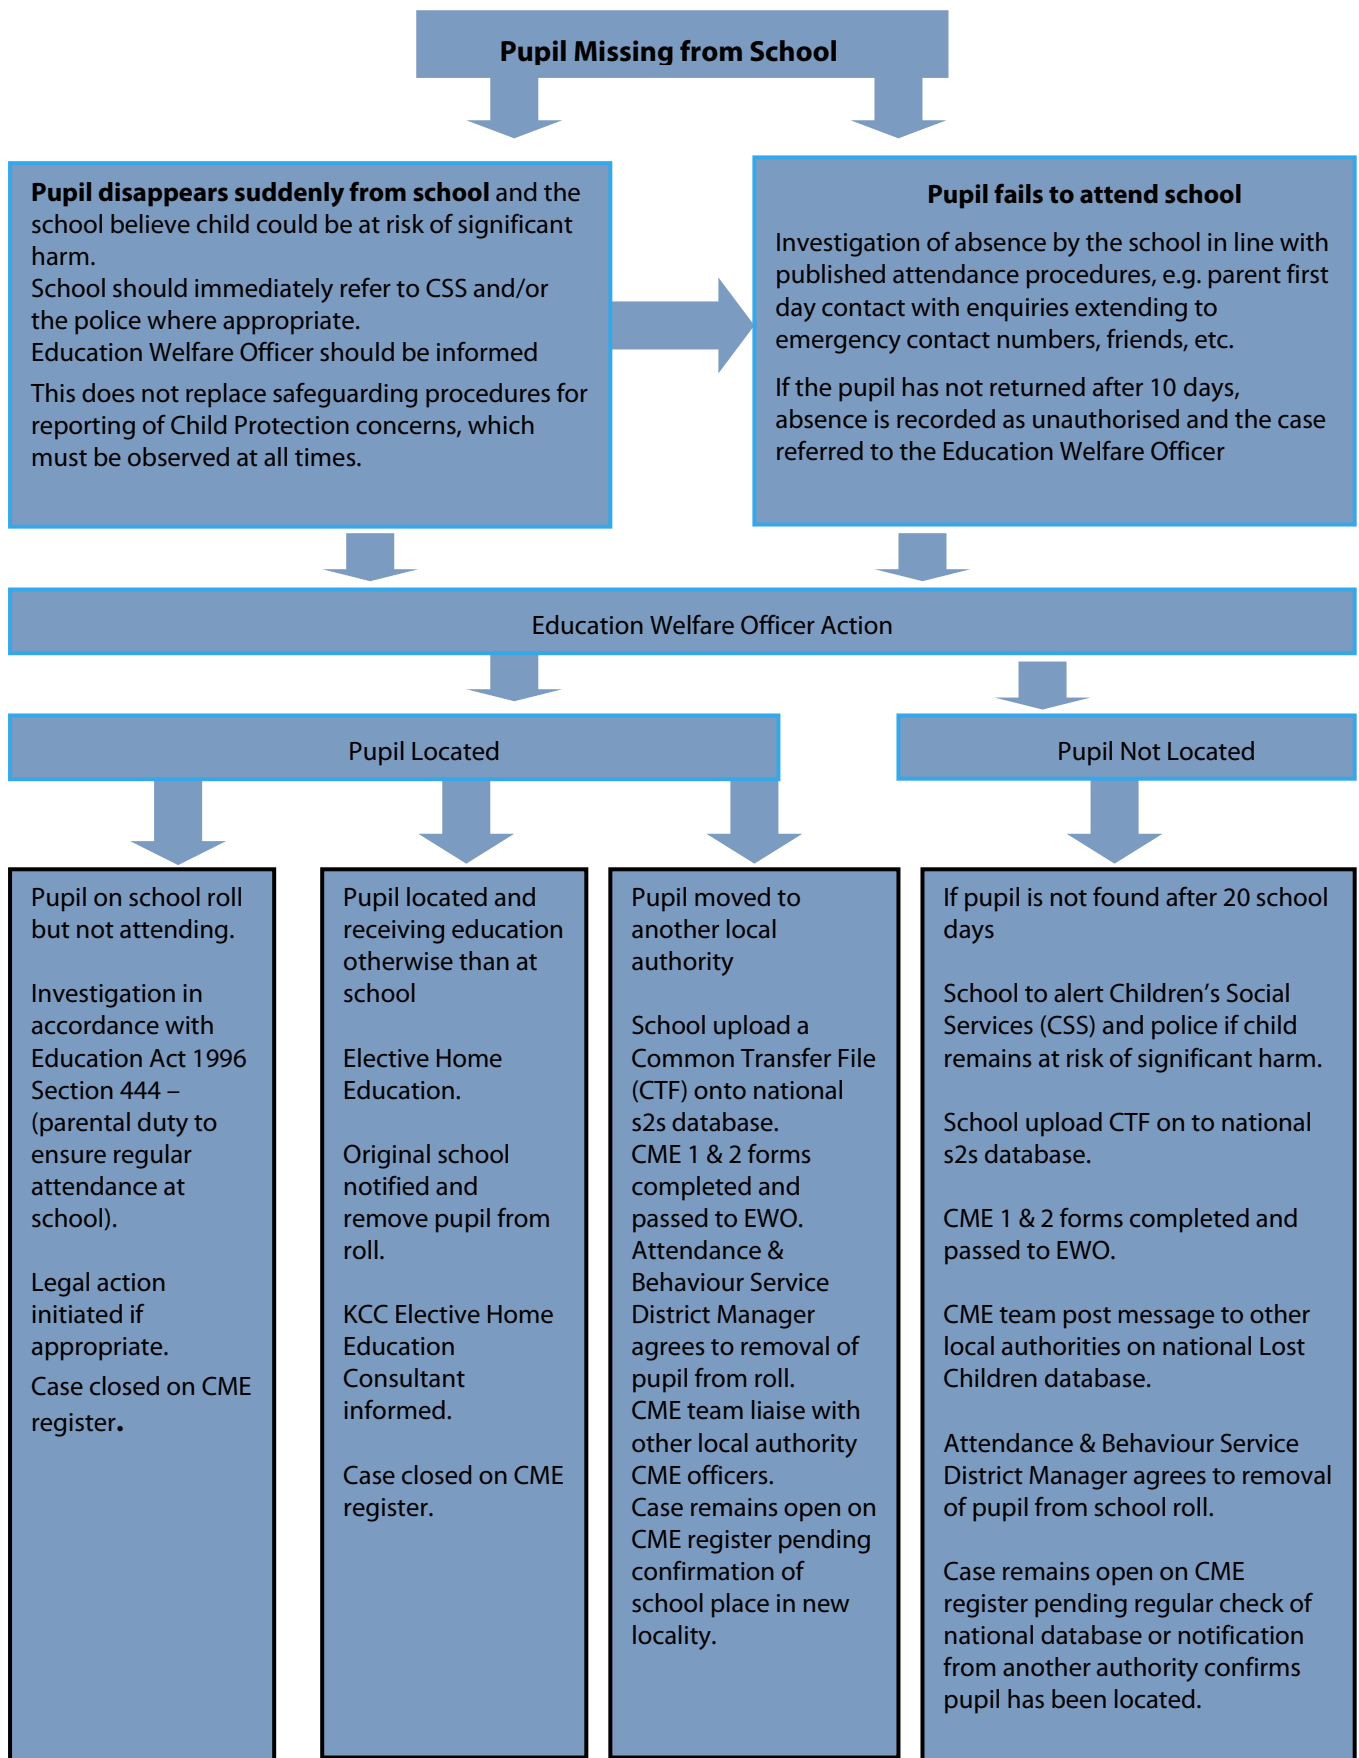 Pupil Missing from School
Pupil disappears suddenly from school and the
school believe child could be at risk of significant
harm.
School should immediately refer to CSS and/or
the police where appropriate.
Education Welfare Officer should be informed
This does not replace safeguarding procedures for
reporting of Child Protection concerns, which
must be observed at all times.
Pupil fails to attend school
Investigation of absence by the school in line with
published attendance procedures, e.g. parent first
day contact with enquiries extending to
emergency contact numbers, friends, etc.
If the pupil has not returned after 10 days,
absence is recorded as unauthorised and the case
referred to the Education Welfare Officer
Education Welfare Officer Action
Pupil Located
Pupil Not Located
Pupil on school roll
but not attending.
Investigation in
accordance with
Education Act 1996
Section 444 –
(parental duty to
ensure regular
attendance at
school).
Legal action
initiated if
appropriate.
Case closed on CME
register.
Pupil located and
receiving education
otherwise than at
school
Elective Home
Education.
Original school
notified and
remove pupil from
roll.
KCC Elective Home
Education
Consultant
informed.
Case closed on CME
register.
Pupil moved to
another local
authority
School upload a
Common Transfer File
(CTF) onto national
s2s database.
CME 1 & 2 forms
completed and
passed to EWO.
Attendance &
Behaviour Service
District Manager
agrees to removal of
pupil from roll.
CME team liaise with
other local authority
CME officers.
Case remains open on
CME register pending
confirmation of
school place in new
locality.
If pupil is not found after 20 school
days
School to alert Children’s Social
Services (CSS) and police if child
remains at risk of significant harm.
School upload CTF on to national
s2s database.
CME 1 & 2 forms completed and
passed to EWO.
CME team post message to other
local authorities on national Lost
Children database.
Attendance & Behaviour Service
District Manager agrees to removal
of pupil from school roll.
Case remains open on CME
register pending regular check of
national database or notification
from another authority confirms
pupil has been located.